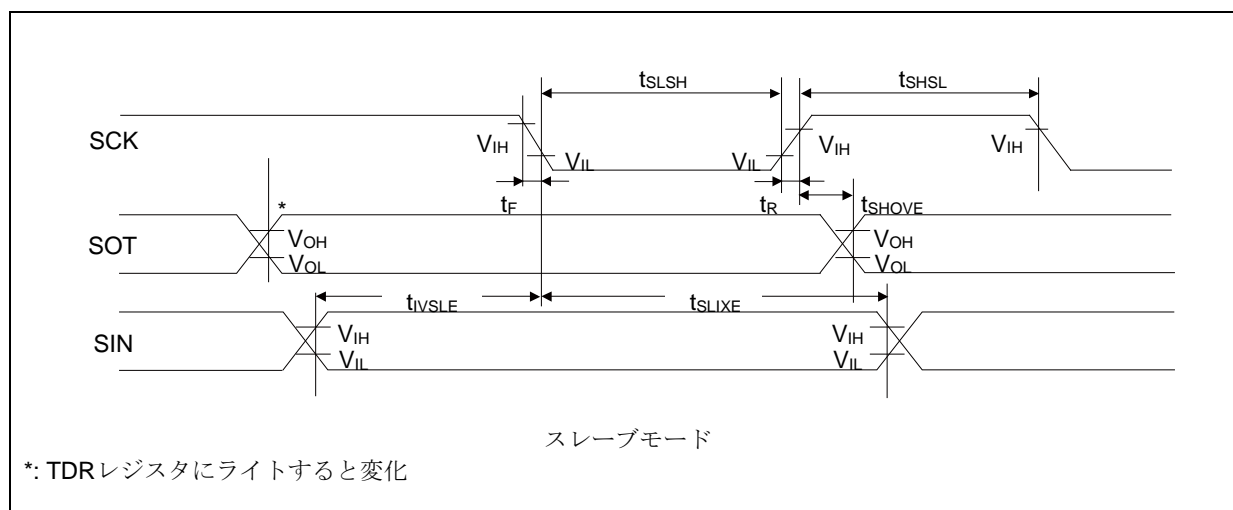 tSLSH
tSHSL
SCK
VIH
VIL
VIL
VIH
VIH
tF
tR
tSHOVE
*
SOT
VOH
VOL
VOH
VOL
tIVSLE
tSLIXE
SIN
VIH
VIL
VIH
VIL
スレーブモード
*: TDRレジスタにライトすると変化